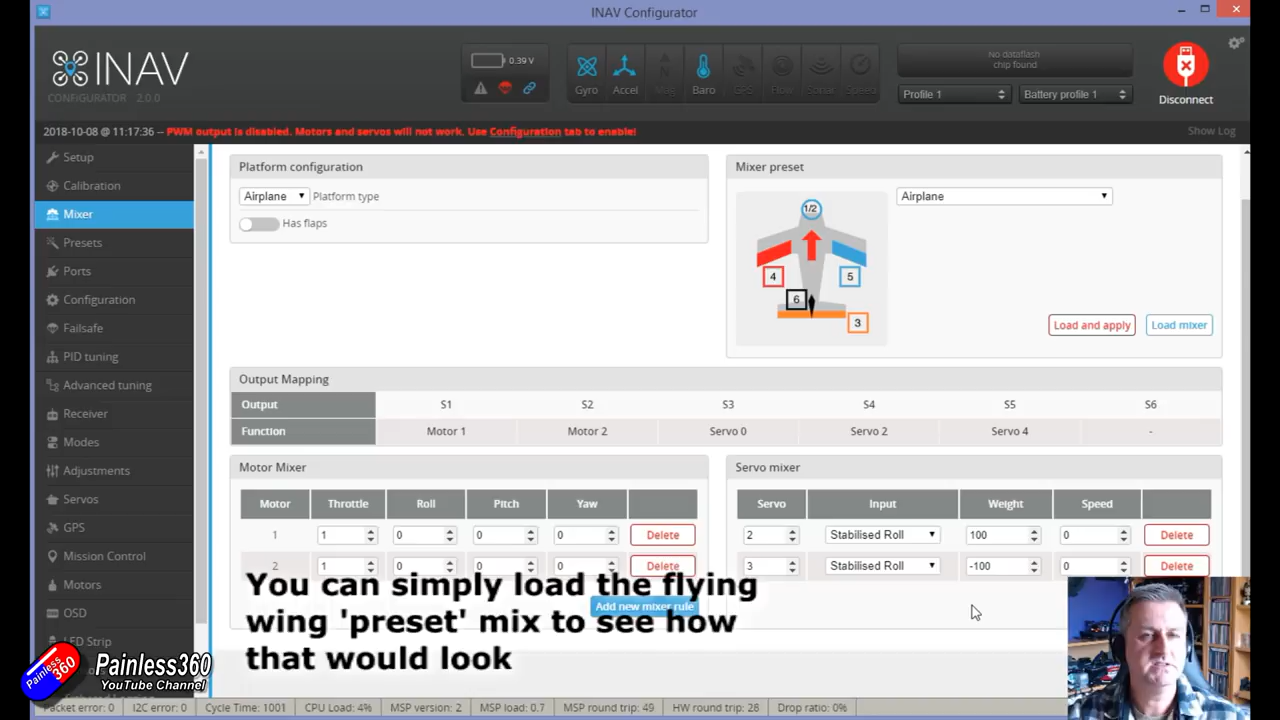 INAV Configurator
INAV
CONFIGURATOR 2.0.0
0.39 V
Gyro
Accel
Mag
Baro
GPS
Flow
Sonar
Speed
No dataflash
chip found
Profile 1
Battery profile 1
Disconnect
2018-10-08 @ 11:17:36 -- PWM output is disabled. Motors and servos will not work. Use Configuration tab to enable!
Show Log
Setup
Calibration
Mixer
Presets
Ports
Configuration
Failsafe
PID tuning
Advanced tuning
Receiver
Modes
Adjustments
Servos
GPS
Mission Control
Motors
OSD
LED Strip
Platform configuration
Airplane Platform type
Has flaps
Mixer preset
Airplane
1/2
4
5
6
3
Load and apply
Load mixer
Output Mapping
Output S1 S2 S3 S4 S5 S6
Function Motor 1 Motor 2 Servo 0 Servo 2 Servo 4 -
Motor Mixer
Motor Throttle Roll Pitch Yaw
1 1 0 0 0 Delete
2 1 0 0 0 Delete
Add new mixer rule
Servo mixer
Servo Input Weight Speed
2 Stabilised Roll 100 0 Delete
3 Stabilised Roll -100 0 Delete
You can simply load the flying
wing 'preset' mix to see how
that would look
Painless360
Painless360
YouTube Channel
Packet error: 0 I2C error: 0 Cycle Time: 1001 CPU Load: 4% MSP version: 2 MSP load: 0.7 MSP round trip: 49 HW round trip: 28 Drop ratio: 0%